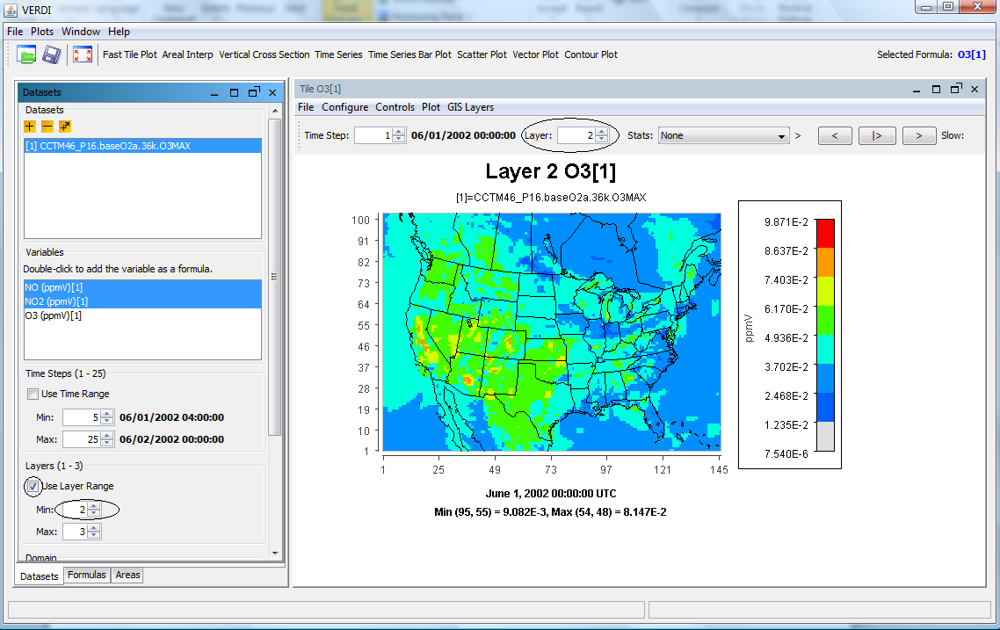 VERDI
File Plots Window Help
Fast Tile Plot Areal Interp Vertical Cross Section Time Series Time Series Bar Plot Scatter Plot Vector Plot Contour Plot
Selected Formula: O3[1]
Datasets
Datasets
[1] CCTM46_P16.baseO2a.36k.O3MAX
Variables
Double-click to add the variable as a formula.
NO (ppmV)[1]
NO2 (ppmV)[1]
O3 (ppmV)[1]
Time Steps (1 - 25)
Use Time Range
Min: 5 06/01/2002 04:00:00
Max: 25 06/02/2002 00:00:00
Layers (1 - 3)
Use Layer Range
Min: 2
Max: 3
Domain
Datasets Formulas Areas
Tile O3[1]
File Configure Controls Plot GIS Layers
Time Step: 1 06/01/2002 00:00:00 Layer: 2 Stats: None > < |> > Slow:
Layer 2 O3[1]
[1]=CCTM46_P16.baseO2a.36k.O3MAX
100
91
82
73
64
55
46
37
28
19
10
1
1 25 49 73 97 121 145
ppmV
9.871E-2
8.637E-2
7.403E-2
6.170E-2
4.936E-2
3.702E-2
2.468E-2
1.235E-2
7.540E-6
June 1, 2002 00:00:00 UTC
Min (95, 55) = 9.082E-3, Max (54, 48) = 8.147E-2